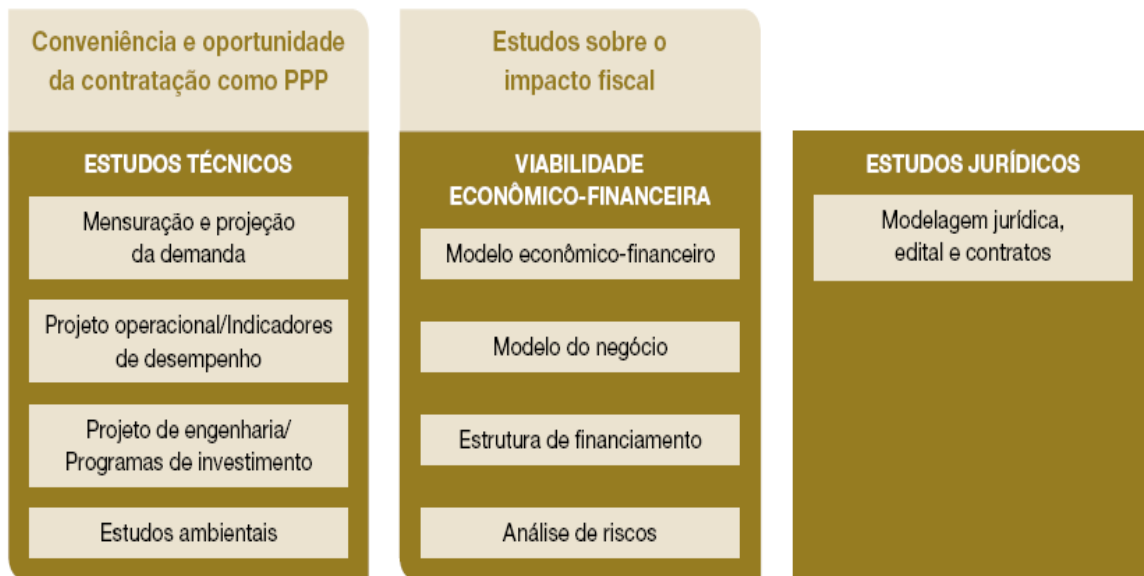 Conveniência e oportunidade
da contratação como PPP
ESTUDOS TÉCNICOS
Mensuração e projeção
da demanda
Projeto operacional/Indicadores
de desempenho
Projeto de engenharia/
Programas de investimento
Estudos ambientais
Estudos sobre o
impacto fiscal
VIABILIDADE
ECONÔMICO-FINANCEIRA
Modelo econômico-financeiro
Modelo do negócio
Estrutura de financiamento
Análise de riscos
ESTUDOS JURÍDICOS
Modelagem jurídica,
edital e contratos